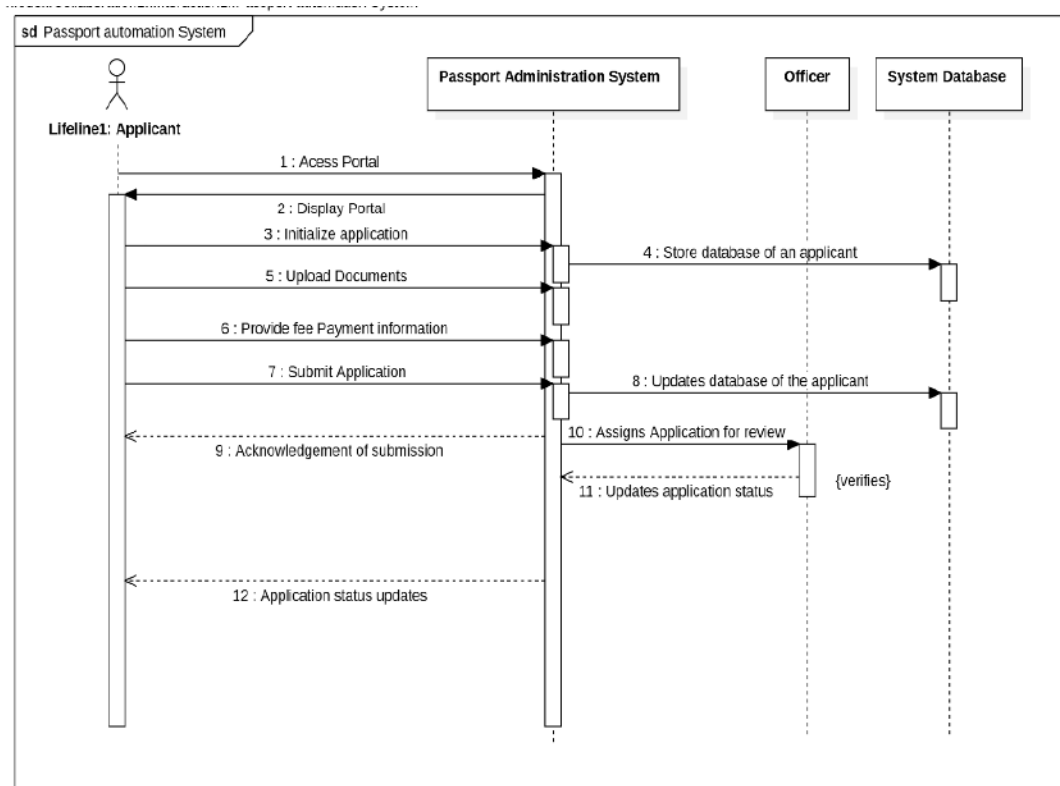 Passport automation System
sd Passport automation System
Passport Administration System
Officer
System Database
Lifeline1: Applicant
1 : Acess Portal
2 : Display Portal
3 : Initialize application
4 : Store database of an applicant
5 : Upload Documents
6 : Provide fee Payment information
7 : Submit Application
8 : Updates database of the applicant
9 : Acknowledgement of submission
10 : Assigns Application for review
11 : Updates application status
{verifies}
12 : Application status updates